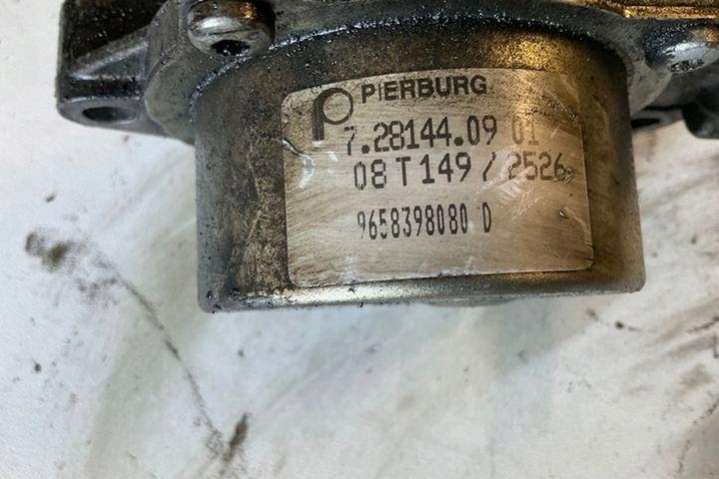 PIERBURG
7.28144.09 01
08 T 149 / 2526
9658398080 D